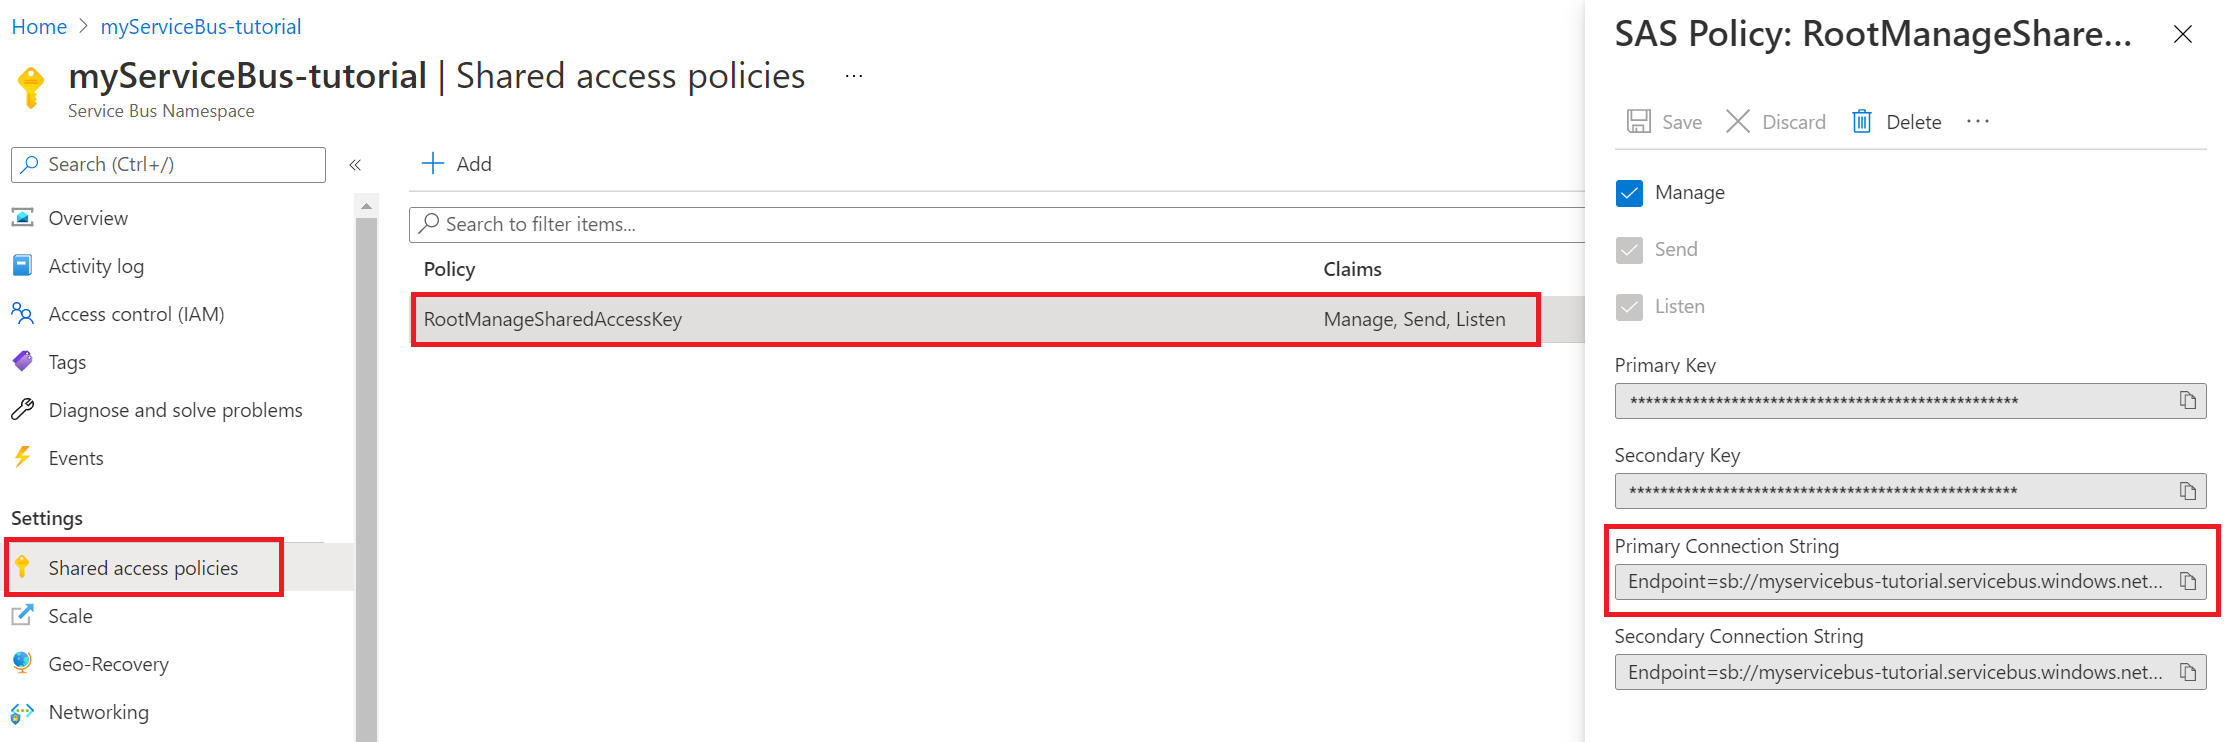 Home > myServiceBus-tutorial
myServiceBus-tutorial | Shared access policies ...
Service Bus Namespace
Search (Ctrl+/) «
Overview
Activity log
Access control (IAM)
Tags
Diagnose and solve problems
Events
Settings
Shared access policies
Scale
Geo-Recovery
Networking
+ Add
Search to filter items...
Policy Claims
RootManageSharedAccessKey Manage, Send, Listen
SAS Policy: RootManageShare...
Save Discard Delete ...
Manage
Send
Listen
Primary Key
**************************************************
Secondary Key
**************************************************
Primary Connection String
Endpoint=sb://myservicebus-tutorial.servicebus.windows.net...
Secondary Connection String
Endpoint=sb://myservicebus-tutorial.servicebus.windows.net...